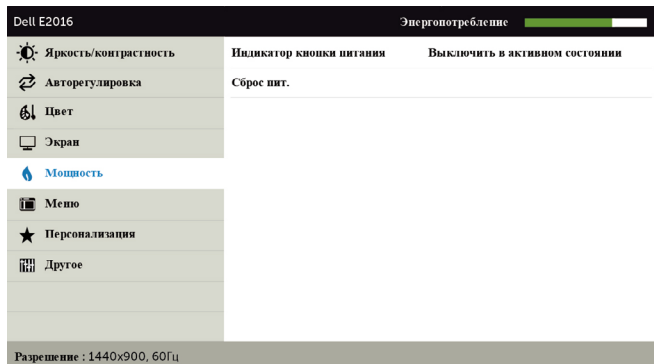 Dell E2016
Энергопотребление
Яркость/контрастность
Индикатор кнопки питания
Выключить в активном состоянии
Авторегулировка
Сброс пит.
Цвет
Экран
Мощность
Меню
Персонализация
Другое
Разрешение : 1440x900, 60Гц